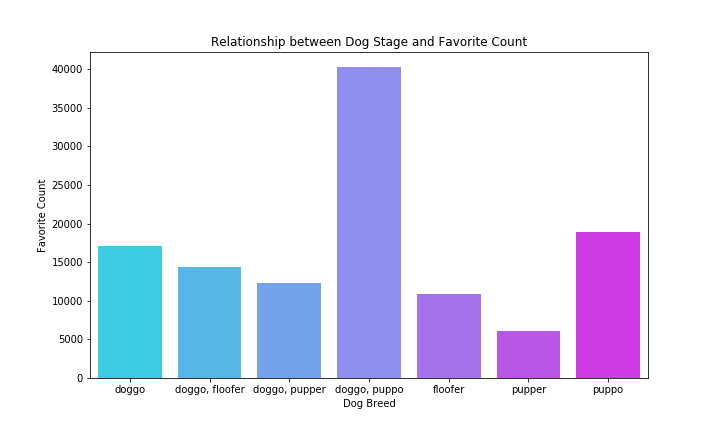 Relationship between Dog Stage and Favorite Count
40000
35000
30000
25000
20000
15000
10000
5000
0
Favorite Count
doggo
doggo, floofer
doggo, pupper
doggo, puppo
floofer
pupper
puppo
Dog Breed